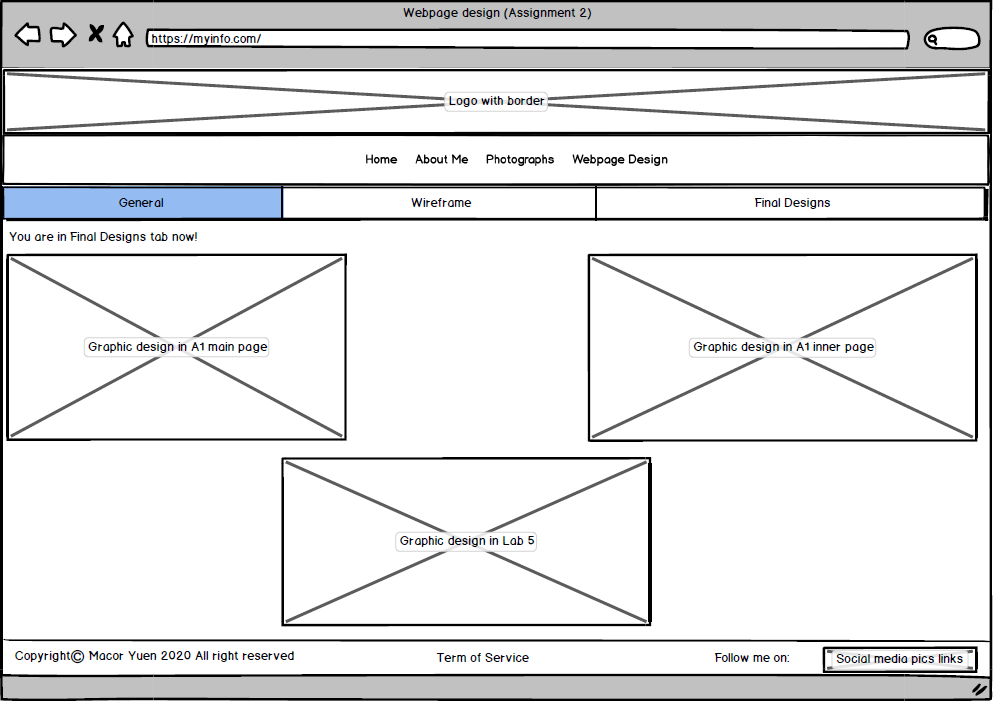 Webpage design (Assignment 2)
https://myinfo.com/
Logo with border
Home About Me Photographs Webpage Design
General Wireframe Final Designs
You are in Final Designs tab now!
Graphic design in A1 main page Graphic design in A1 inner page
Graphic design in Lab 5
Copyright© Macor Yuen 2020 All right reserved Term of Service Follow me on: Social media pics links